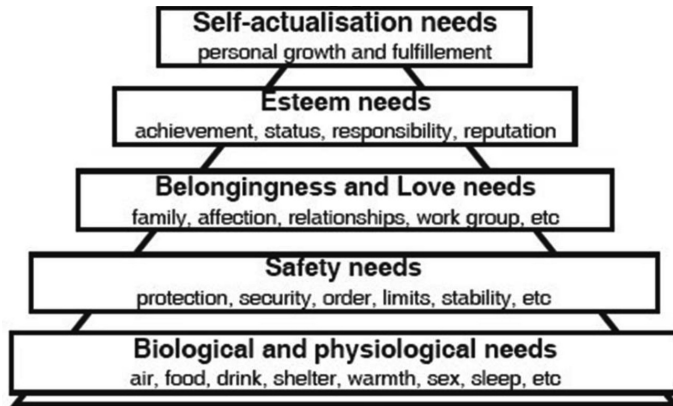 Self-actualisation needs
personal growth and fulfillement
Esteem needs
achievement, status, responsibility, reputation
Belongingness and Love needs
family, affection, relationships, work group, etc
Safety needs
protection, security, order, limits, stability, etc
Biological and physiological needs
air, food, drink, shelter, warmth, sex, sleep, etc